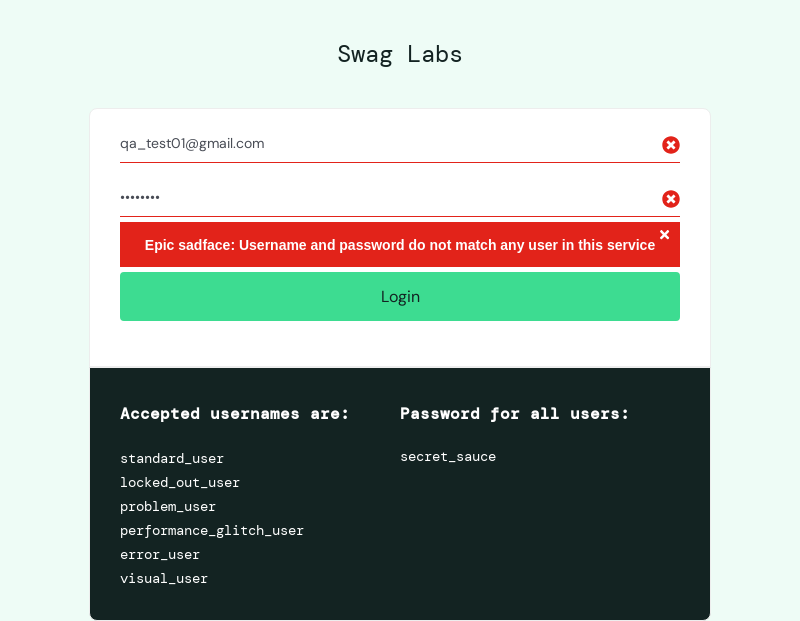 Swag Labs
qa_test01@gmail.com
••••••••
Epic sadface: Username and password do not match any user in this service
Login
Accepted usernames are:
standard_user
locked_out_user
problem_user
performance_glitch_user
error_user
visual_user
Password for all users:
secret_sauce